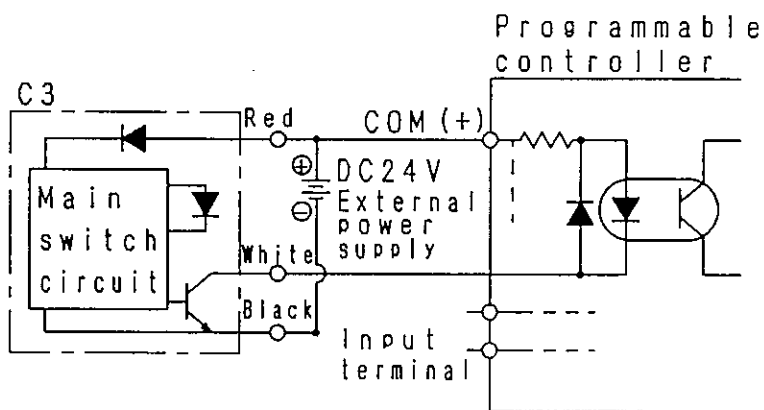 Programmable
controller
C3
Red
COM (+)
⊕
DC24V
External
power
supply
⊖
Main
switch
circuit
White
Black
Input
terminal